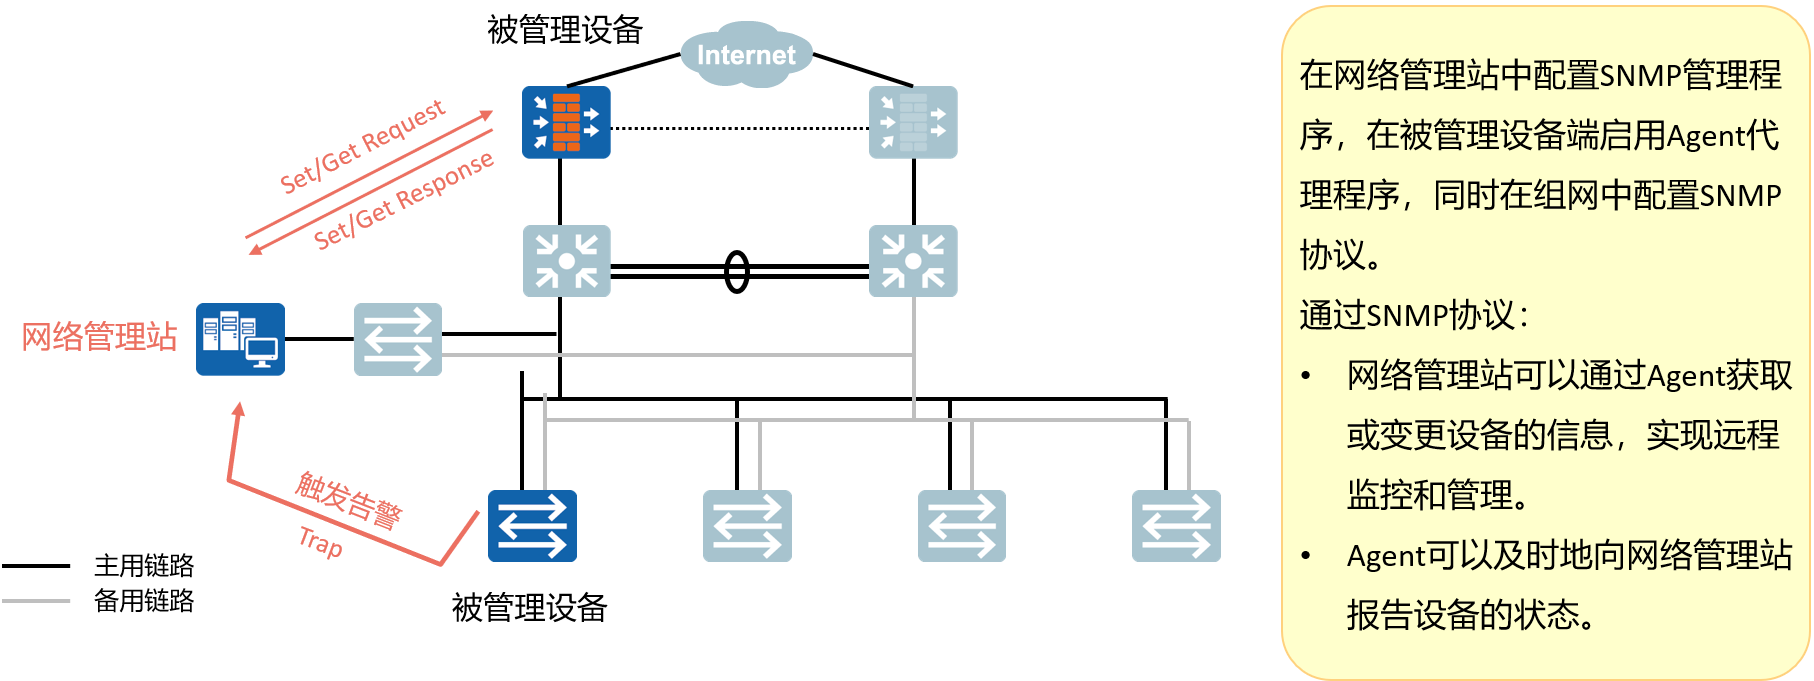 被管理设备
Internet
Set/Get Request
Set/Get Response
网络管理站
触发告警
Trap
主用链路
备用链路
被管理设备
在网络管理站中配置SNMP管理程
序，在被管理设备端启用Agent代
理程序，同时在组网中配置SNMP
协议。
通过SNMP协议：
• 网络管理站可以通过Agent获取
或变更设备的信息，实现远程
监控和管理。
• Agent可以及时地向网络管理站
报告设备的状态。